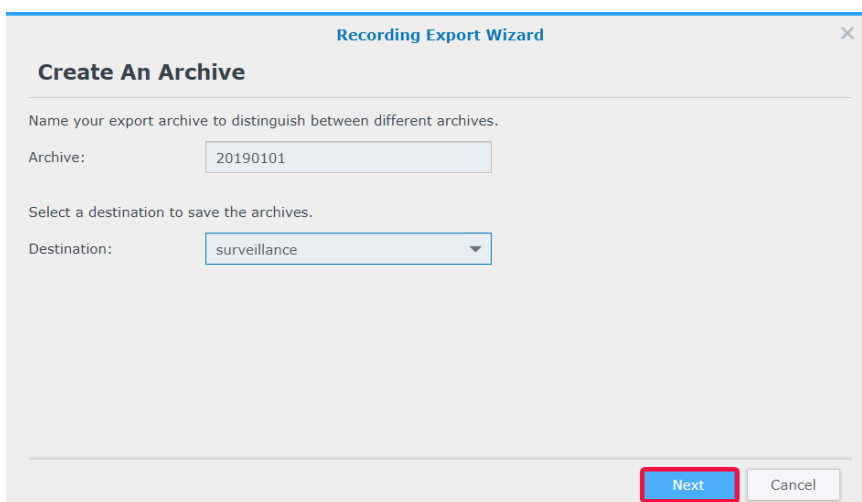 Recording Export Wizard
Create An Archive
Name your export archive to distinguish between different archives.
Archive: 20190101
Select a destination to save the archives.
Destination: surveillance
Next Cancel